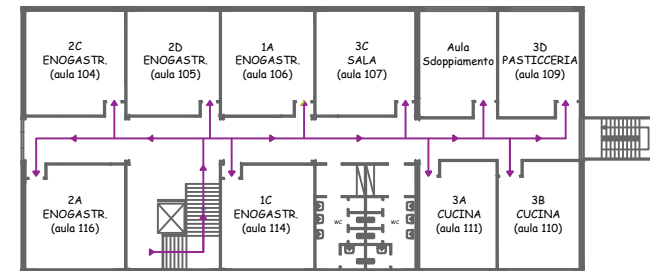 2C
ENOGASTR.
(aula 104)
2D
ENOGASTR.
(aula 105)
1A
ENOGASTR.
(aula 106)
3C
SALA
(aula 107)
Aula
Sdoppiamento
3D
PASTICCERIA
(aula 109)
2A
ENOGASTR.
(aula 116)
1C
ENOGASTR.
(aula 114)
WC
WC
3A
CUCINA
(aula 111)
3B
CUCINA
(aula 110)